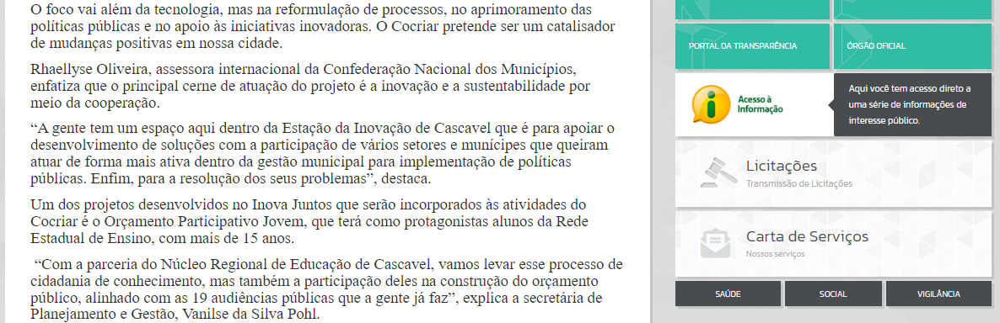 O foco vai além da tecnologia, mas na reformulação de processos, no aprimoramento das
políticas públicas e no apoio às iniciativas inovadoras. O Cocriar pretende ser um catalisador
de mudanças positivas em nossa cidade.
Rhaellyse Oliveira, assessora internacional da Confederação Nacional dos Municípios,
enfatiza que o principal cerne de atuação do projeto é a inovação e a sustentabilidade por
meio da cooperação.
“A gente tem um espaço aqui dentro da Estação da Inovação de Cascavel que é para apoiar o
desenvolvimento de soluções com a participação de vários setores e munícipes que queiram
atuar de forma mais ativa dentro da gestão municipal para implementação de políticas
públicas. Enfim, para a resolução dos seus problemas”, destaca.
Um dos projetos desenvolvidos no Inova Juntos que serão incorporados às atividades do
Cocriar é o Orçamento Participativo Jovem, que terá como protagonistas alunos da Rede
Estadual de Ensino, com mais de 15 anos.
“Com a parceria do Núcleo Regional de Educação de Cascavel, vamos levar esse processo de
cidadania de conhecimento, mas também a participação deles na construção do orçamento
público, alinhado com as 19 audiências públicas que a gente já faz”, explica a secretária de
Planejamento e Gestão, Vanilse da Silva Pohl.
PORTAL DA TRANSPARÊNCIA
ÓRGÃO OFICIAL
Acesso à
Informação
Aqui você tem acesso direto a
uma série de informações de
interesse público.
Licitações
Transmissão de Licitações
Carta de Serviços
Nossos serviços
SAÚDE
SOCIAL
VIGILÂNCIA